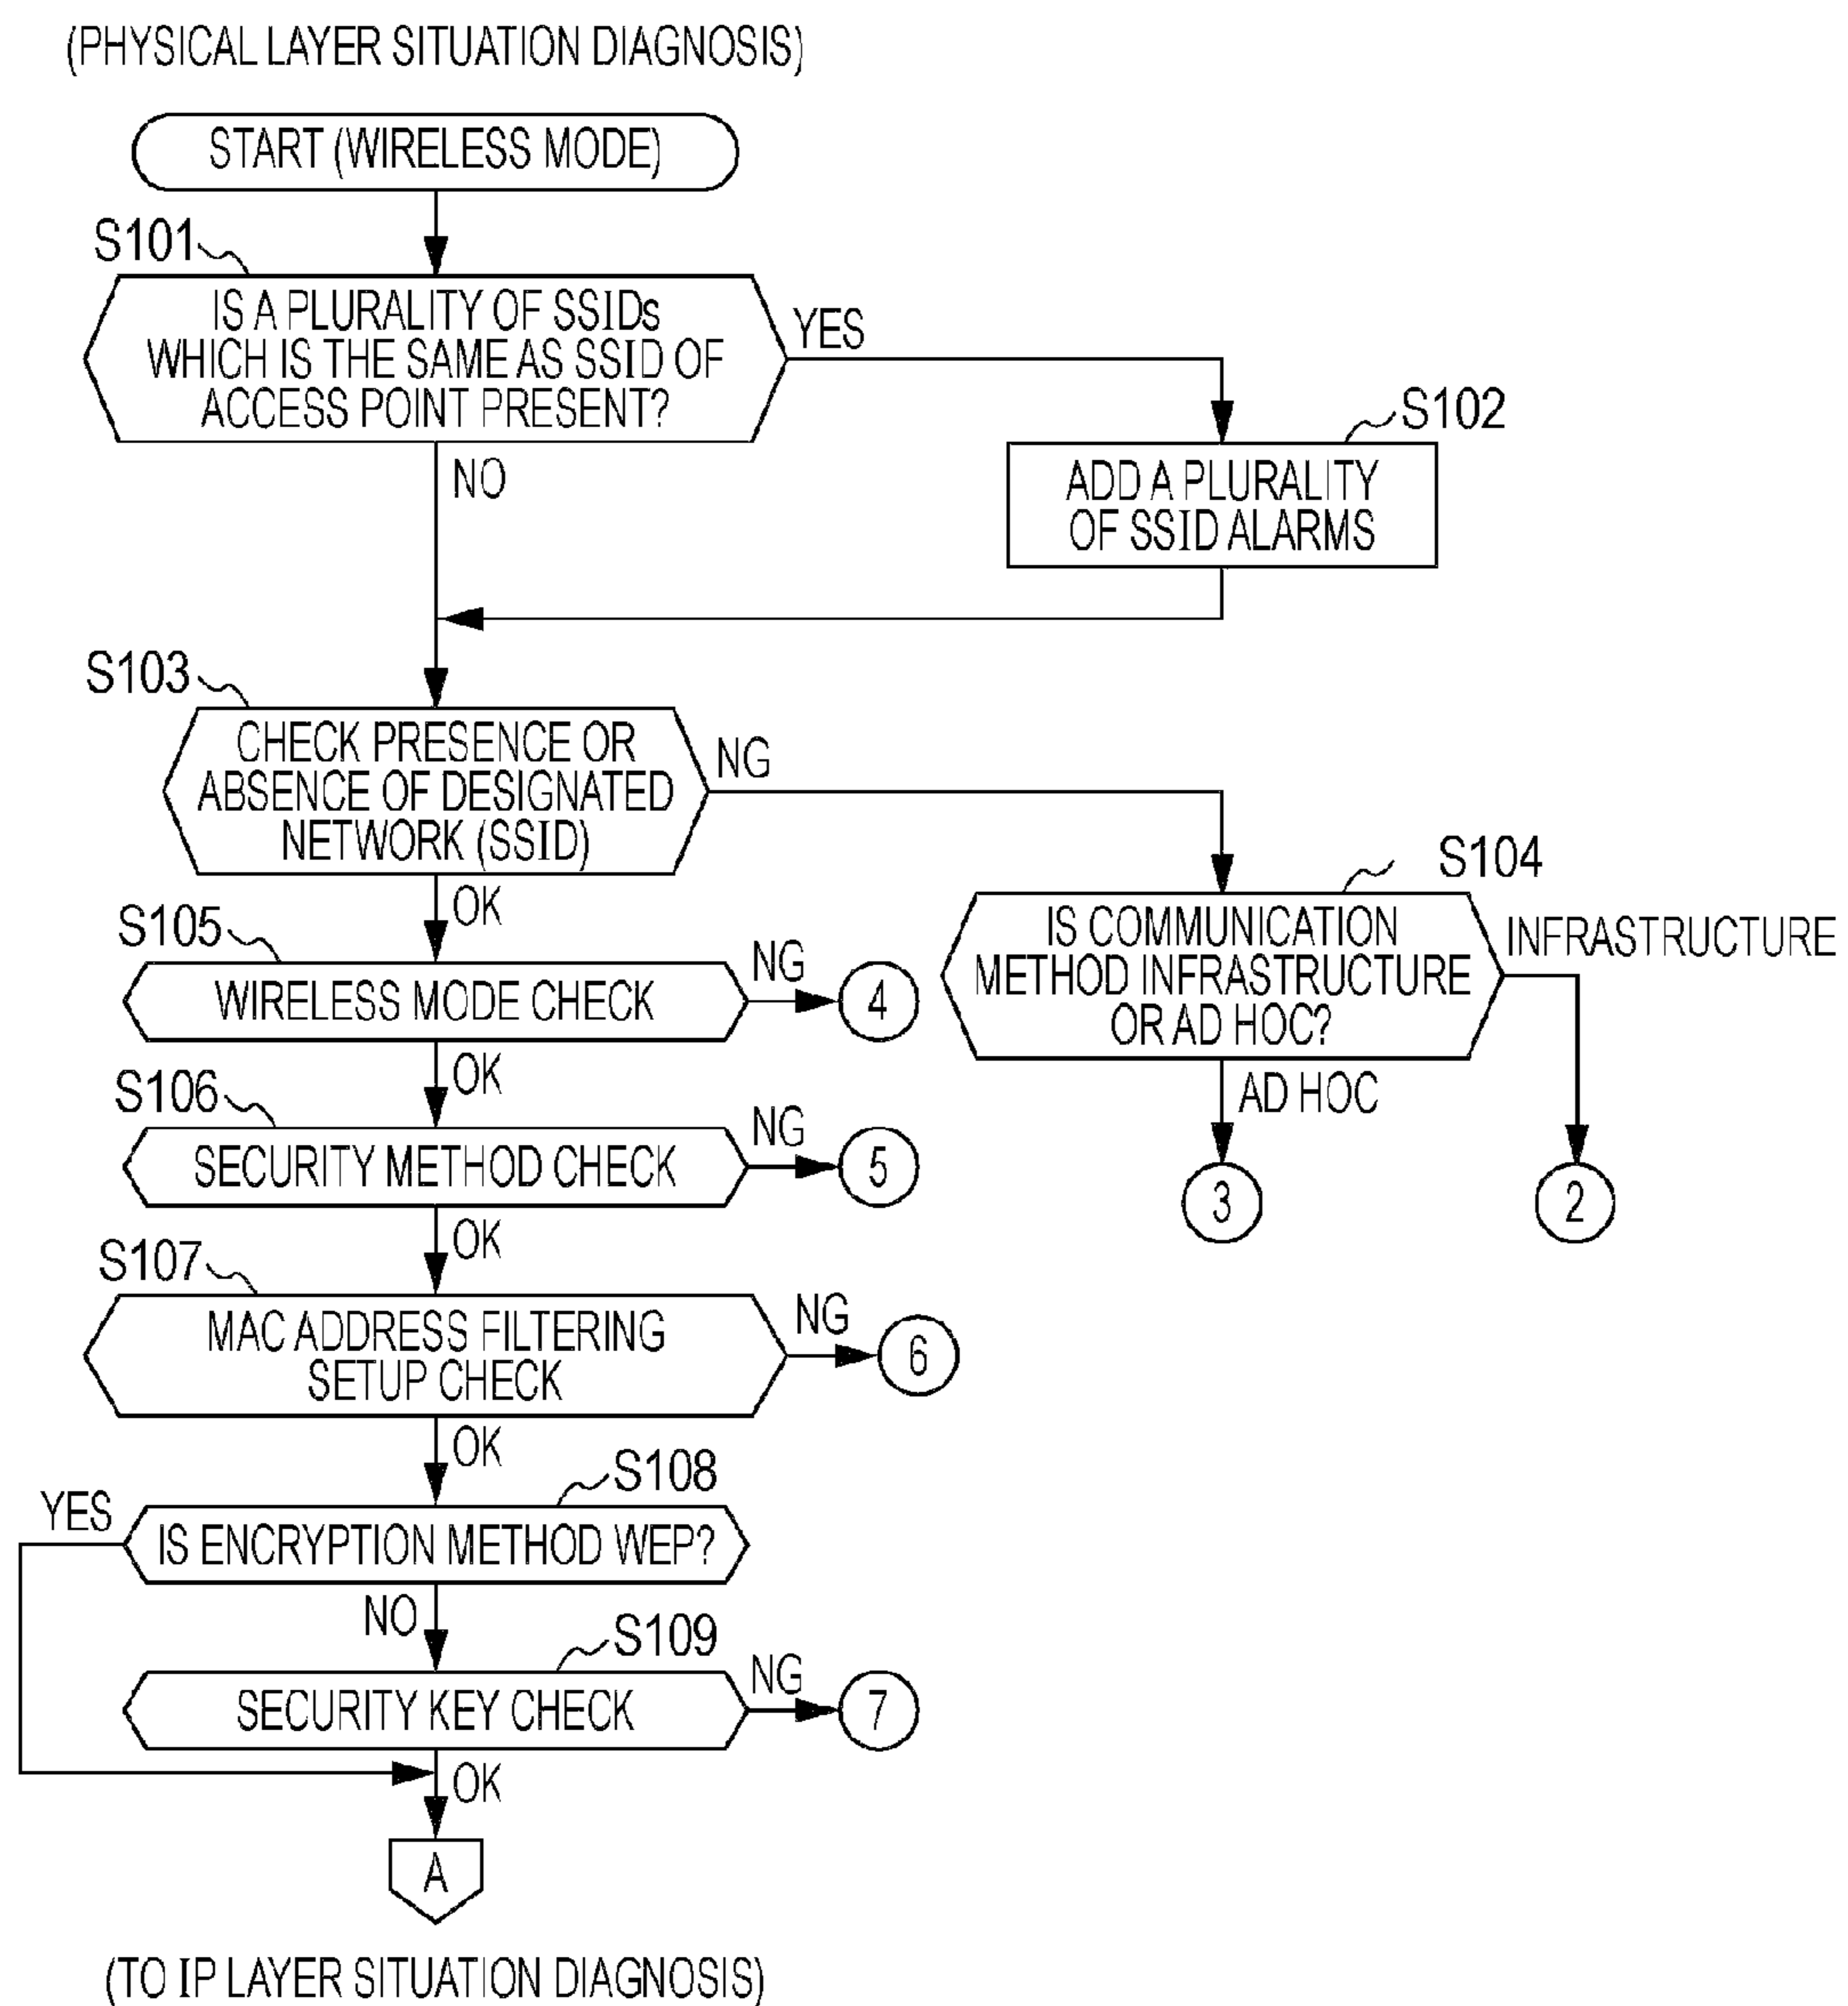 (PHYSICAL LAYER SITUATION DIAGNOSIS)
START (WIRELESS MODE)
S101
IS A PLURALITY OF SSIDs
WHICH IS THE SAME AS SSID OF
ACCESS POINT PRESENT?
YES
NO
S102
ADD A PLURALITY
OF SSID ALARMS
S103
CHECK PRESENCE OR
ABSENCE OF DESIGNATED
NETWORK (SSID)
NG
OK
S104
IS COMMUNICATION
METHOD INFRASTRUCTURE
OR AD HOC?
INFRASTRUCTURE
AD HOC
3
2
S105
WIRELESS MODE CHECK
NG
4
OK
S106
SECURITY METHOD CHECK
NG
5
OK
S107
MAC ADDRESS FILTERING
SETUP CHECK
NG
6
OK
S108
YES
IS ENCRYPTION METHOD WEP?
NO
S109
SECURITY KEY CHECK
NG
7
OK
A
(TO IP LAYER SITUATION DIAGNOSIS)